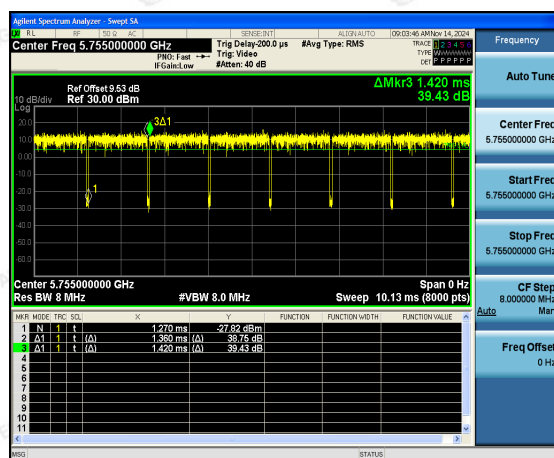 Agilent Spectrum Analyzer - Swept SA
RL RF 50 Ω AC SENSE:INT ALIGN AUTO 09:03:46 AM Nov 14, 2024
Center Freq 5.755000000 GHz Trig Delay-200.0 µs #Avg Type: RMS TRACE 1 2 3 4 5 6
PNO: Fast Trig: Video TYPE
IFGain:Low #Atten: 40 dB DET P P P P P P
Frequency
Auto Tune
Center Freq
5.755000000 GHz
Start Freq
5.755000000 GHz
Stop Freq
5.755000000 GHz
CF Step
8.000000 MHz
Auto Man
Freq Offset
0 Hz
ΔMkr3 1.420 ms
39.43 dB
Ref Offset 9.53 dB
10 dB/div Ref 30.00 dBm
Log
20.0
10.0
0.00
-10.0
-20.0
-30.0
-40.0
-50.0
-60.0
3Δ1
1
Center 5.755000000 GHz Span 0 Hz
Res BW 8 MHz #VBW 8.0 MHz Sweep 10.13 ms (8000 pts)
MKR MODE TRC SCL X Y FUNCTION FUNCTION WIDTH FUNCTION VALUE
1 N 1 t 1.270 ms -27.82 dBm
2 Δ1 1 t (Δ) 1.360 ms (Δ) 38.75 dB
3 Δ1 1 t (Δ) 1.420 ms (Δ) 39.43 dB
4
5
6
7
8
9
10
11
MSG STATUS